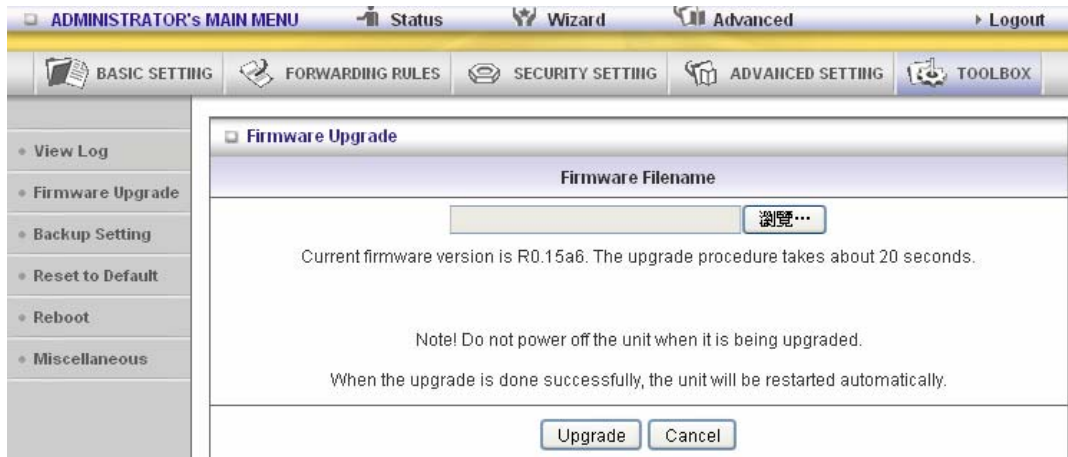 ADMINISTRATOR's MAIN MENU Status Wizard Advanced Logout
BASIC SETTING FORWARDING RULES SECURITY SETTING ADVANCED SETTING TOOLBOX
View Log
Firmware Upgrade
Backup Setting
Reset to Default
Reboot
Miscellaneous
Firmware Upgrade
Firmware Filename
瀏覽…
Current firmware version is R0.15a6. The upgrade procedure takes about 20 seconds.
Note! Do not power off the unit when it is being upgraded.
When the upgrade is done successfully, the unit will be restarted automatically.
Upgrade Cancel